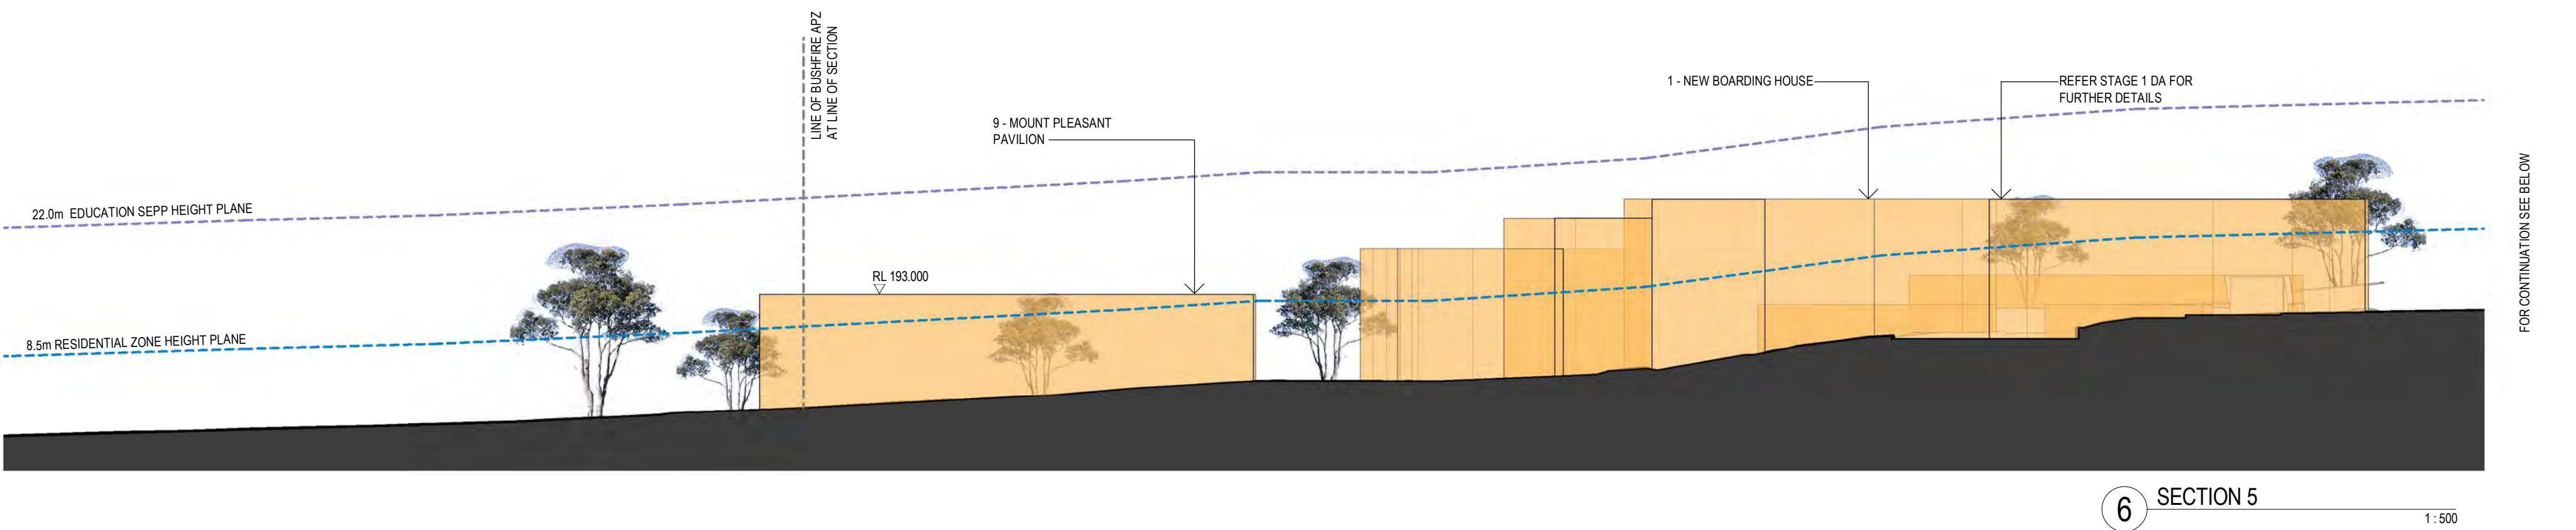 LINE OF BUSHFIRE APZ
AT LINE OF SECTION
1 - NEW BOARDING HOUSE
REFER STAGE 1 DA FOR
FURTHER DETAILS
9 - MOUNT PLEASANT
PAVILION
22.0m EDUCATION SEPP HEIGHT PLANE
RL 193.000
8.5m RESIDENTIAL ZONE HEIGHT PLANE
FOR CONTINUATION SEE BELOW
6 SECTION 5
1 : 500